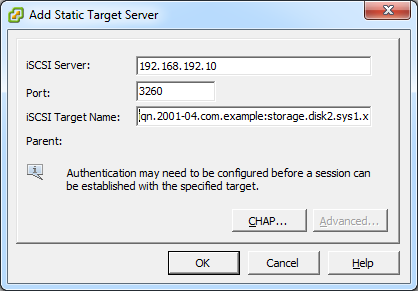 Add Static Target Server
iSCSI Server: 192.168.192.10
Port: 3260
iSCSI Target Name: qn.2001-04.com.example:storage.disk2.sys1.x
Parent:
Authentication may need to be configured before a session can
be established with the specified target.
CHAP... Advanced...
OK Cancel Help